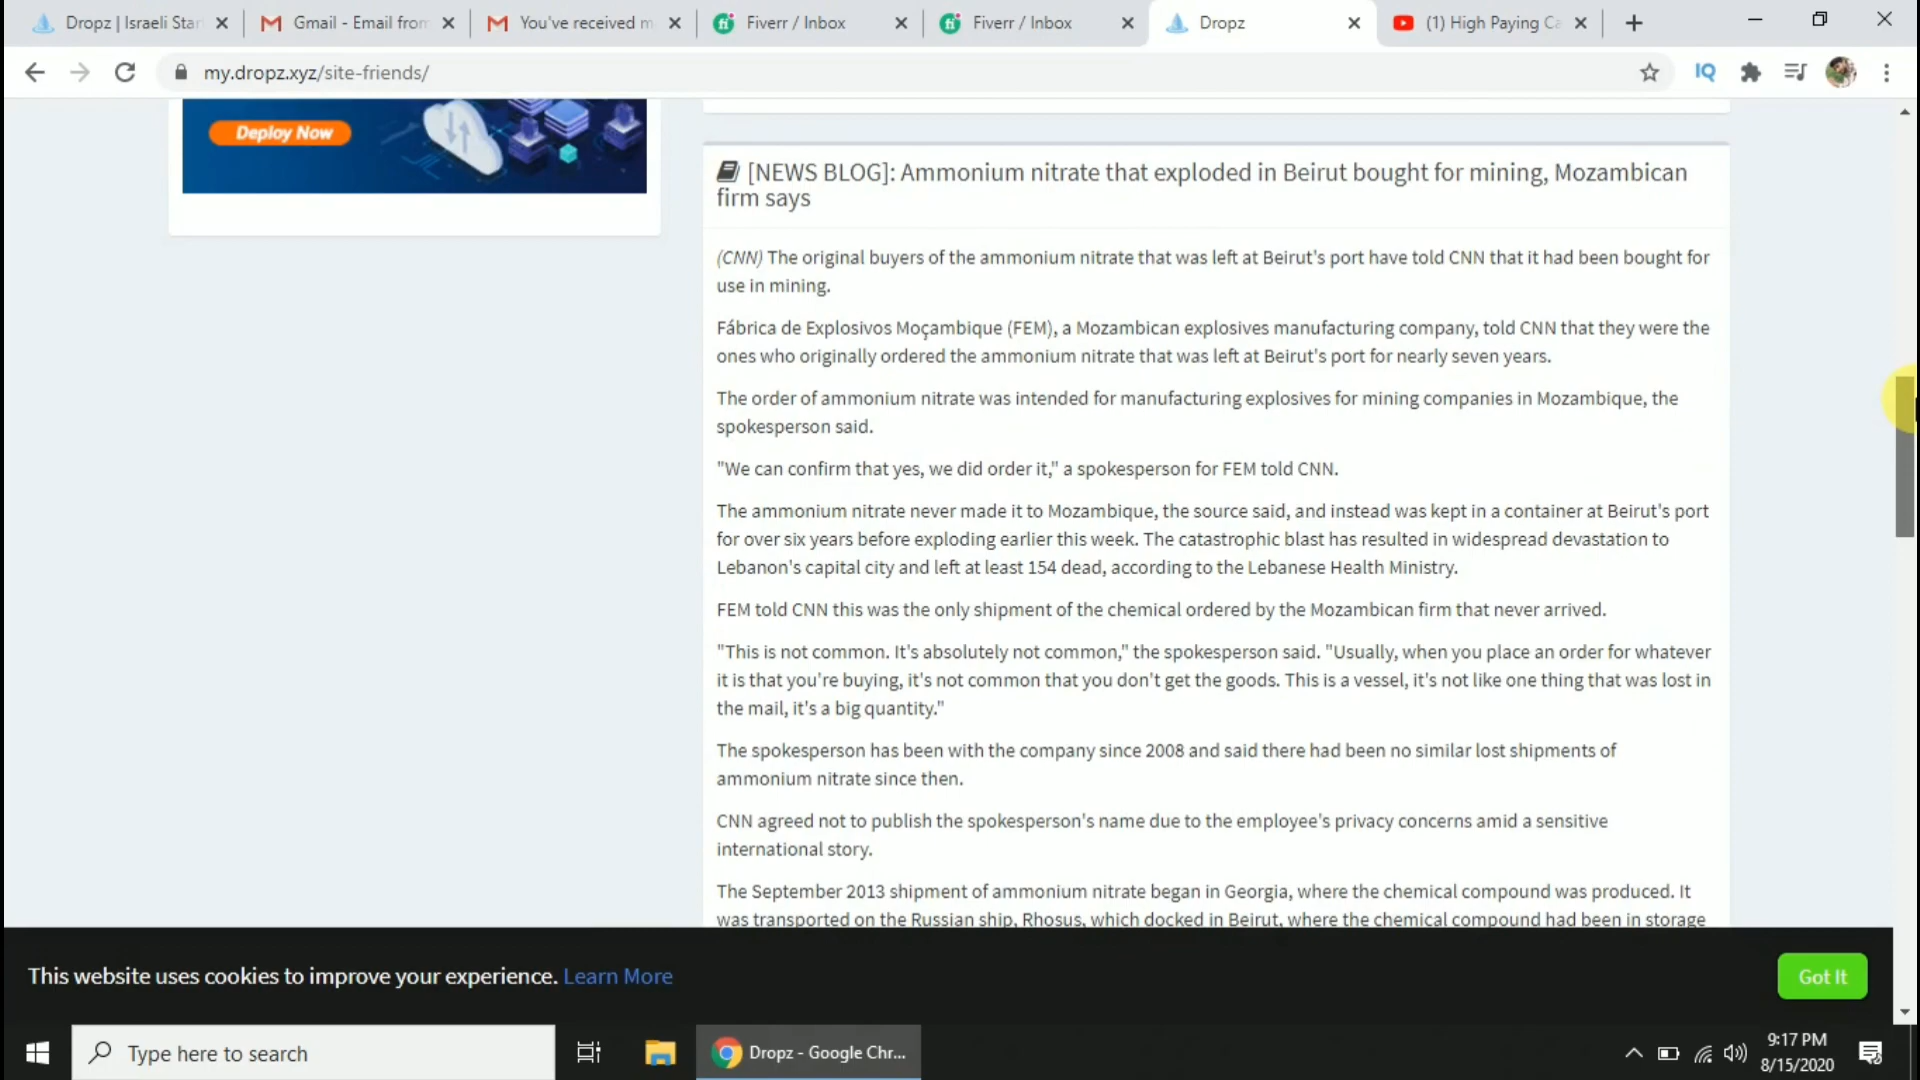 Dropz | Israeli Star
Gmail - Email from
You've received m
Fiverr / Inbox
Fiverr / Inbox
Dropz
(1) High Paying Ca
my.dropz.xyz/site-friends/
IQ
Deploy Now
[NEWS BLOG]: Ammonium nitrate that exploded in Beirut bought for mining, Mozambican
firm says
(CNN) The original buyers of the ammonium nitrate that was left at Beirut's port have told CNN that it had been bought for
use in mining.
Fábrica de Explosivos Moçambique (FEM), a Mozambican explosives manufacturing company, told CNN that they were the
ones who originally ordered the ammonium nitrate that was left at Beirut's port for nearly seven years.
The order of ammonium nitrate was intended for manufacturing explosives for mining companies in Mozambique, the
spokesperson said.
"We can confirm that yes, we did order it," a spokesperson for FEM told CNN.
The ammonium nitrate never made it to Mozambique, the source said, and instead was kept in a container at Beirut's port
for over six years before exploding earlier this week. The catastrophic blast has resulted in widespread devastation to
Lebanon's capital city and left at least 154 dead, according to the Lebanese Health Ministry.
FEM told CNN this was the only shipment of the chemical ordered by the Mozambican firm that never arrived.
"This is not common. It's absolutely not common," the spokesperson said. "Usually, when you place an order for whatever
it is that you're buying, it's not common that you don't get the goods. This is a vessel, it's not like one thing that was lost in
the mail, it's a big quantity."
The spokesperson has been with the company since 2008 and said there had been no similar lost shipments of
ammonium nitrate since then.
CNN agreed not to publish the spokesperson's name due to the employee's privacy concerns amid a sensitive
international story.
The September 2013 shipment of ammonium nitrate began in Georgia, where the chemical compound was produced. It
was transported on the Russian ship, Rhosus, which docked in Beirut, where the chemical compound had been in storage
This website uses cookies to improve your experience. Learn More
Got It
Type here to search
Dropz - Google Chr...
9:17 PM
8/15/2020